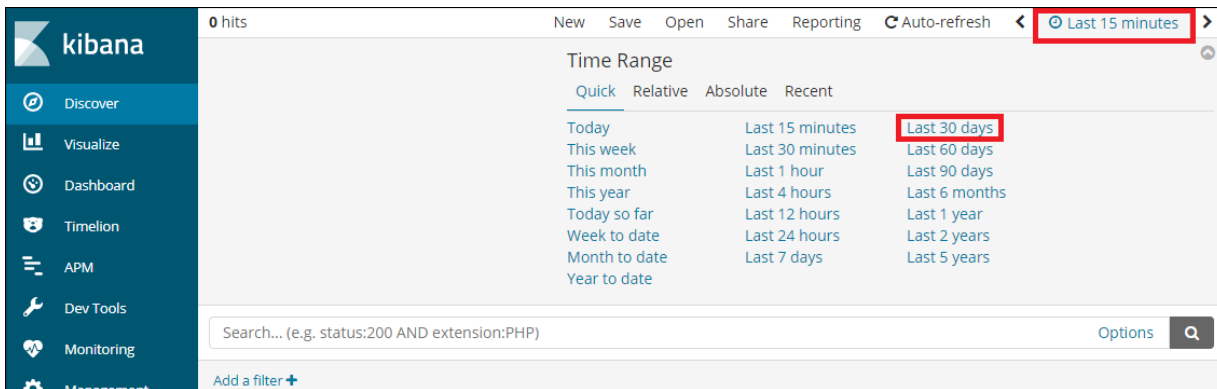 kibana
Discover
Visualize
Dashboard
Timelion
APM
Dev Tools
Monitoring
Management
0 hits
New Save Open Share Reporting Auto-refresh Last 15 minutes
Time Range
Quick Relative Absolute Recent
Today Last 15 minutes Last 30 days
This week Last 30 minutes Last 60 days
This month Last 1 hour Last 90 days
This year Last 4 hours Last 6 months
Today so far Last 12 hours Last 1 year
Week to date Last 24 hours Last 2 years
Month to date Last 7 days Last 5 years
Year to date
Search... (e.g. status:200 AND extension:PHP) Options
Add a filter +